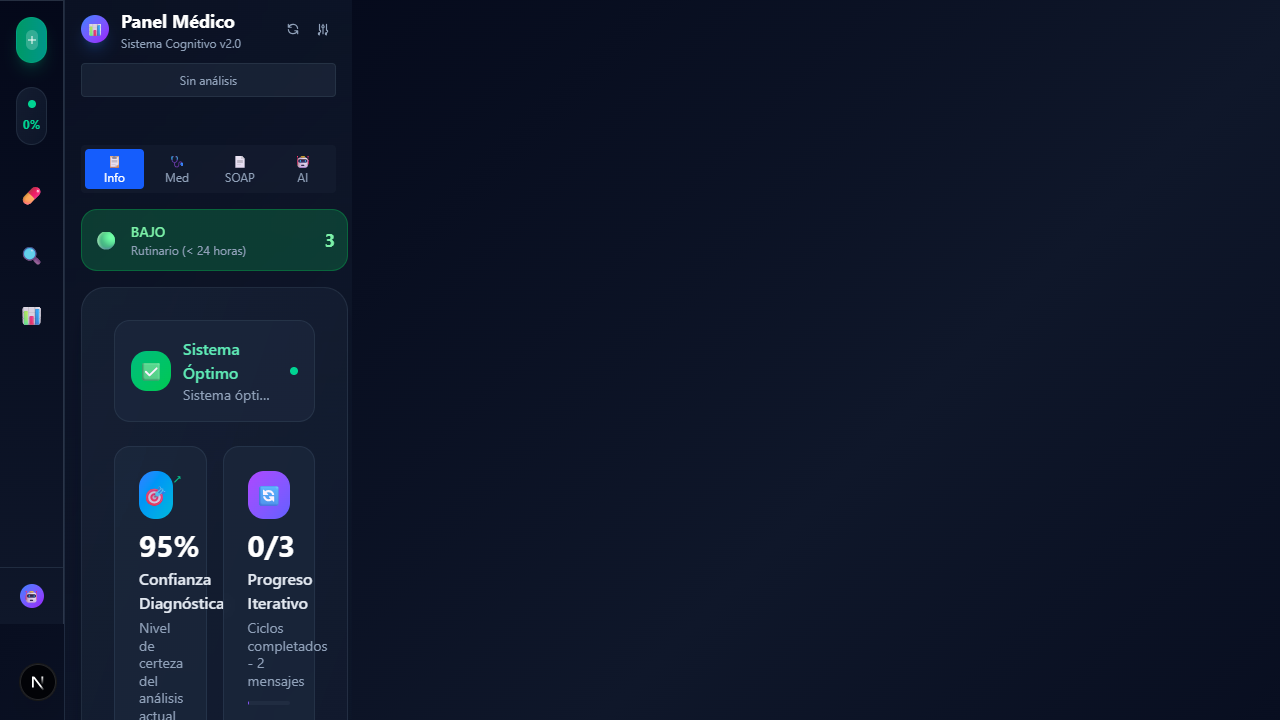 Panel Médico
Sistema Cognitivo v2.0
Sin análisis
0%
Info
Med
SOAP
AI
BAJO
Rutinario (< 24 horas)
3
Sistema
Óptimo
Sistema ópti...
95%
Confianza
Diagnóstica
Nivel
de
certeza
del
análisis
actual
0/3
Progreso
Iterativo
Ciclos
completados
- 2
mensajes
N